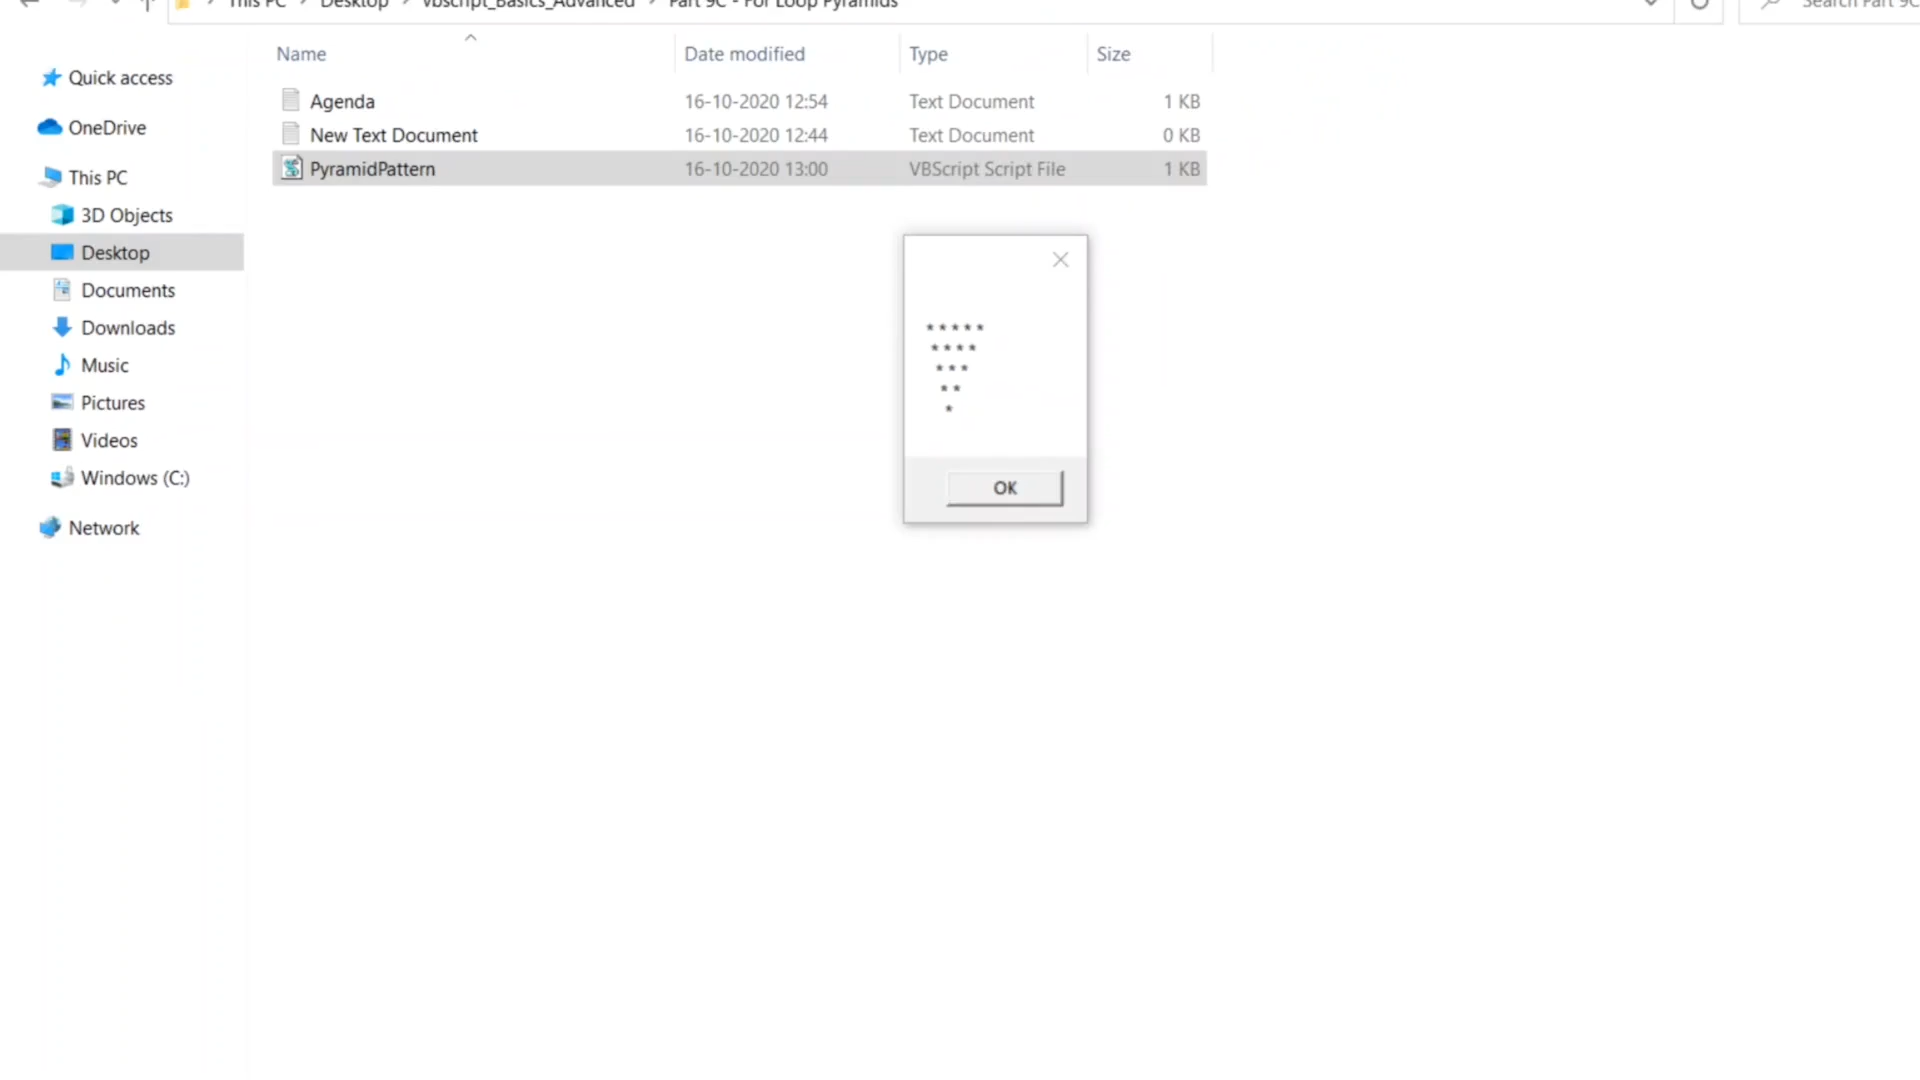 This PC > Desktop > Vbscript_Basics_Advanced > Part 9C - For Loop Pyramids
Search Part 9C
Name Date modified Type Size
Quick access
OneDrive
This PC
3D Objects
Desktop
Documents
Downloads
Music
Pictures
Videos
Windows (C:)
Network
Agenda 16-10-2020 12:54 Text Document 1 KB
New Text Document 16-10-2020 12:44 Text Document 0 KB
PyramidPattern 16-10-2020 13:00 VBScript Script File 1 KB
* * * * *
* * * *
* * *
* *
*
OK